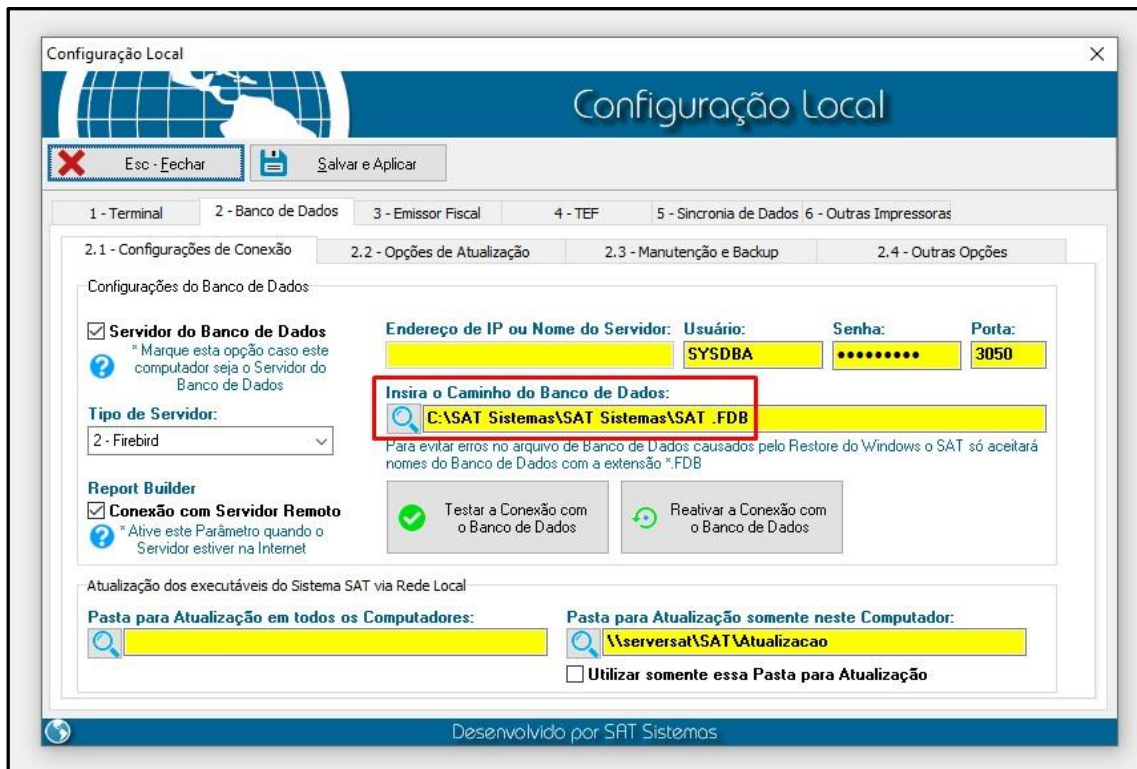 Configuração Local
Configuração Local
Esc - Fechar
Salvar e Aplicar
1 - Terminal
2 - Banco de Dados
3 - Emissor Fiscal
4 - TEF
5 - Sincronia de Dados
6 - Outras Impressoras
2.1 - Configurações de Conexão
2.2 - Opções de Atualização
2.3 - Manutenção e Backup
2.4 - Outras Opções
Configurações do Banco de Dados
Servidor do Banco de Dados
* Marque esta opção caso este
computador seja o Servidor do
Banco de Dados
Tipo de Servidor:
2 - Firebird
Report Builder
Conexão com Servidor Remoto
* Ative este Parâmetro quando o
Servidor estiver na Internet
Endereço de IP ou Nome do Servidor:
Usuário:
SYSDBA
Senha:
•••••••••
Porta:
3050
Insira o Caminho do Banco de Dados:
C:\SAT Sistemas\SAT Sistemas\SAT .FDB
Para evitar erros no arquivo de Banco de Dados causados pelo Restore do Windows o SAT só aceitará
nomes do Banco de Dados com a extensão *.FDB
Testar a Conexão com
o Banco de Dados
Reativar a Conexão com
o Banco de Dados
Atualização dos executáveis do Sistema SAT via Rede Local
Pasta para Atualização em todos os Computadores:
Pasta para Atualização somente neste Computador:
\\serversat\SAT\Atualizacao
Utilizar somente essa Pasta para Atualização
Desenvolvido por SAT Sistemas